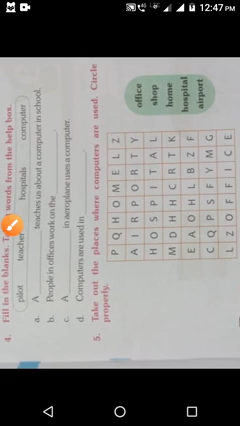 12:47 PM
4. Fill in the blanks. words from the help box.
pilot teacher hospitals computer
a. A teaches us about a computer in school.
b. People in offices work on the
c. A in aeroplane uses a computer.
d. Computers are used in
5. Take out the places where computers are used. Circle
properly.
P Q H O M E L Z
A I R P O R T Y
H O S P I T A L
M D H H C R T K
E A O H L B Z F
C Q P S F Y M G
L Z O F F I C E
office
shop
home
hospital
airport